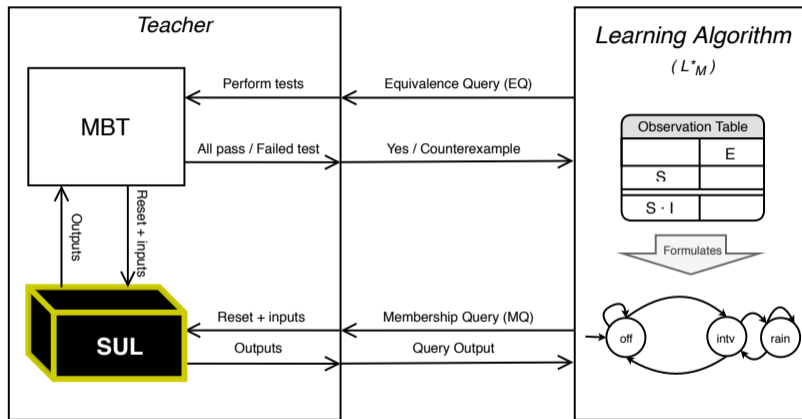 Teacher
Learning Algorithm
( L*M )
Perform tests
Equivalence Query (EQ)
MBT
All pass / Failed test
Yes / Counterexample
Observation Table
E
S
S · I
Outputs
Reset + inputs
Formulates
SUL
Reset + inputs
Membership Query (MQ)
Outputs
Query Output
off
intv
rain